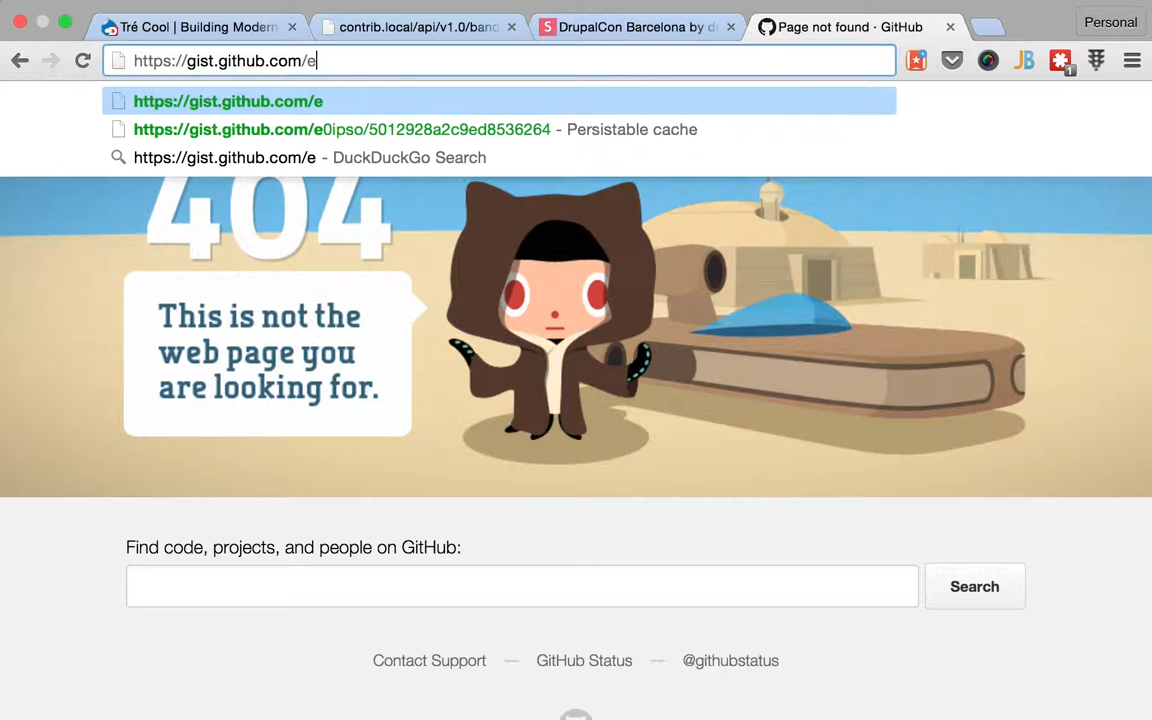 Tré Cool | Building Modern
contrib.local/api/v1.0/band
DrupalCon Barcelona by d
Page not found · GitHub
Personal
https://gist.github.com/e
JB
1
https://gist.github.com/e
https://gist.github.com/e0ipso/5012928a2c9ed8536264 - Persistable cache
https://gist.github.com/e - DuckDuckGo Search
404
This is not the
web page you
are looking for.
Find code, projects, and people on GitHub:
Search
Contact Support — GitHub Status — @githubstatus